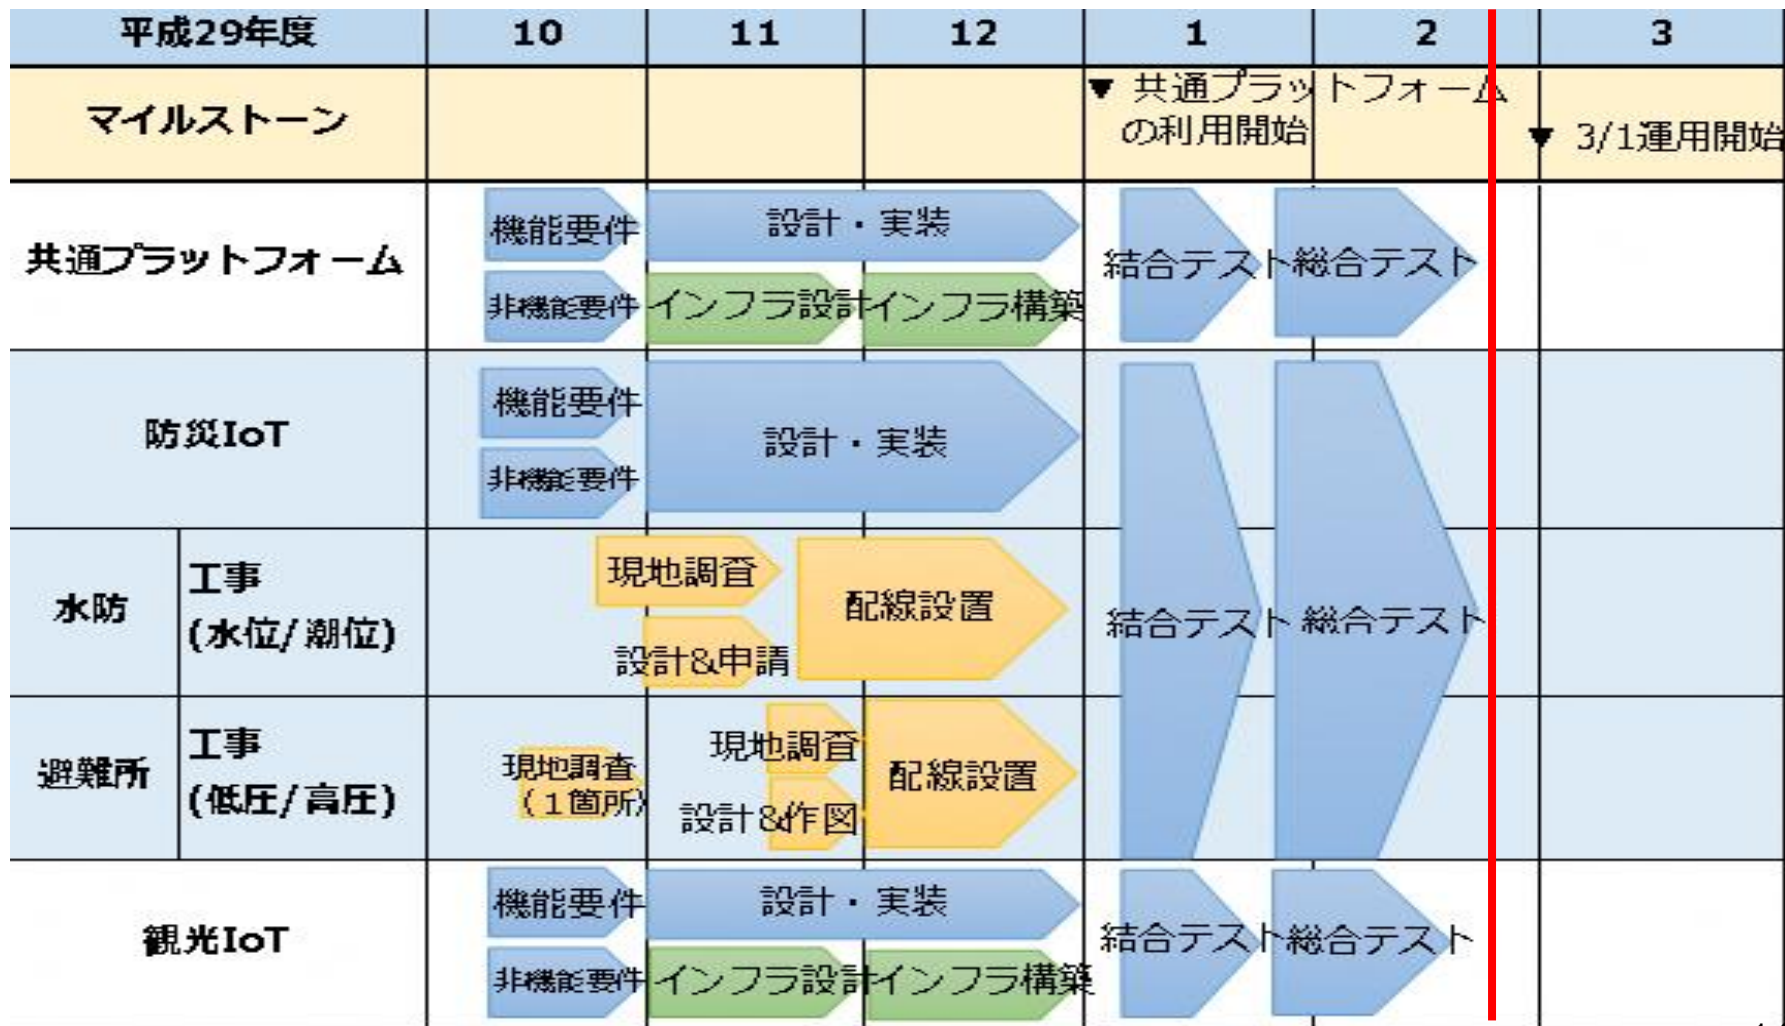 平成29年度 10 11 12 1 2 3
マイルストーン
▼ 共通プラットフォーム
の利用開始
▼ 3/1運用開始
共通プラットフォーム
機能要件
設計・実装
非機能要件
インフラ設計
インフラ構築
結合テスト
総合テスト
防災IoT
機能要件
非機能要件
設計・実装
水防
工事
(水位/潮位)
現地調査
設計&申請
配線設置
結合テスト
総合テスト
避難所
工事
(低圧/高圧)
現地調査
(1箇所)
現地調査
設計&作図
配線設置
観光IoT
機能要件
設計・実装
非機能要件
インフラ設計
インフラ構築
結合テスト
総合テスト